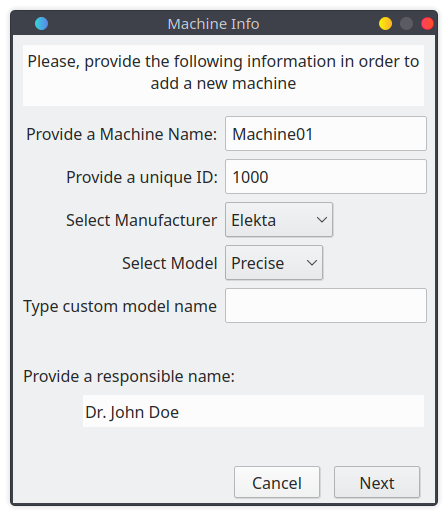 Machine Info
Please, provide the following information in order to
add a new machine
Provide a Machine Name: Machine01
Provide a unique ID: 1000
Select Manufacturer Elekta
Select Model Precise
Type custom model name
Provide a responsible name:
Dr. John Doe
Cancel Next